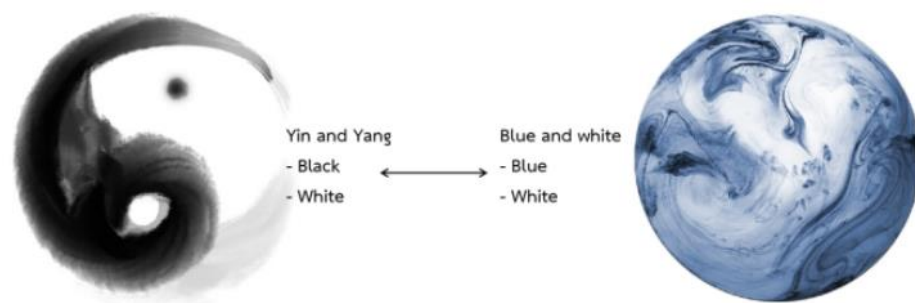 Yin and Yang
- Black
- White
Blue and white
- Blue
- White